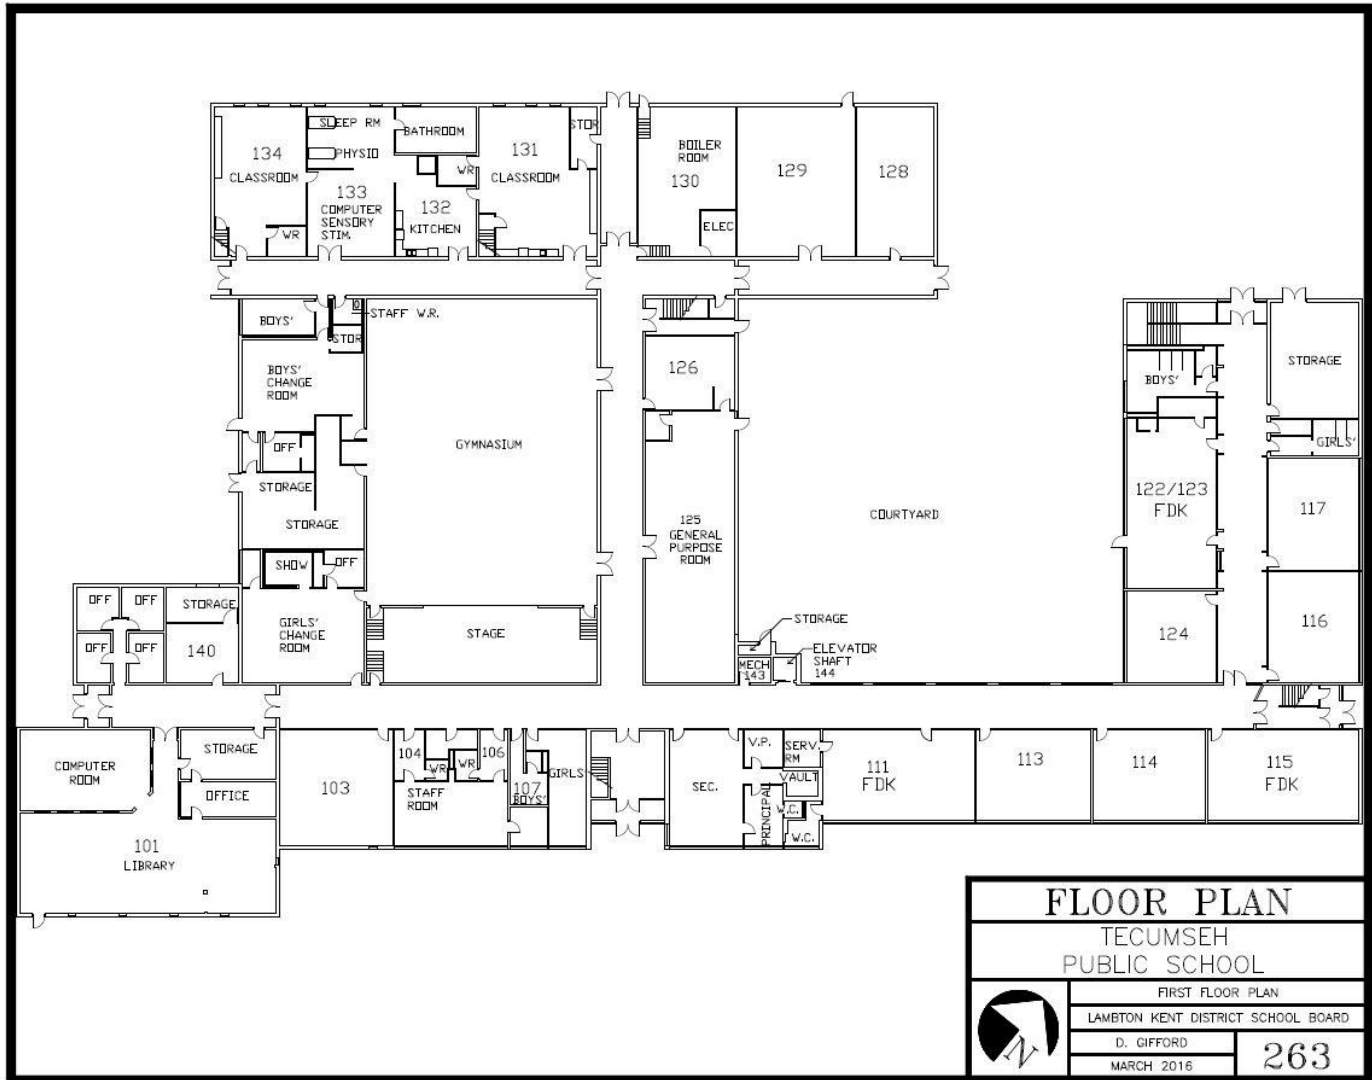 SLEEP RM
BATHROOM
STOR
134
CLASSROOM
PHYSIO
WR
131
CLASSROOM
BOILER
ROOM
130
129
128
133
COMPUTER
SENSORY
STIM.
132
KITCHEN
WR
ELEC
BOYS'
STAFF W.R.
STOR
BOYS'
CHANGE
ROOM
126
OFF
GYMNASIUM
STORAGE
STORAGE
125
GENERAL
PURPOSE
ROOM
COURTYARD
BOYS'
STORAGE
GIRLS'
122/123
FDK
117
SHOW
OFF
OFF
OFF
STORAGE
GIRLS'
CHANGE
ROOM
STAGE
OFF
OFF
140
STORAGE
ELEVATOR
SHAFT
144
MECH
143
124
116
COMPUTER
ROOM
STORAGE
OFFICE
101
LIBRARY
103
104
WR
WR
106
STAFF
ROOM
107
BOYS'
GIRLS'
SEC.
V.P.
SERV.
RM
VAULT
PRINCIPAL
W.C.
W.C.
111
FDK
113
114
115
FDK
FLOOR PLAN
TECUMSEH
PUBLIC SCHOOL
N
FIRST FLOOR PLAN
LAMBTON KENT DISTRICT SCHOOL BOARD
D. GIFFORD
MARCH 2016
263